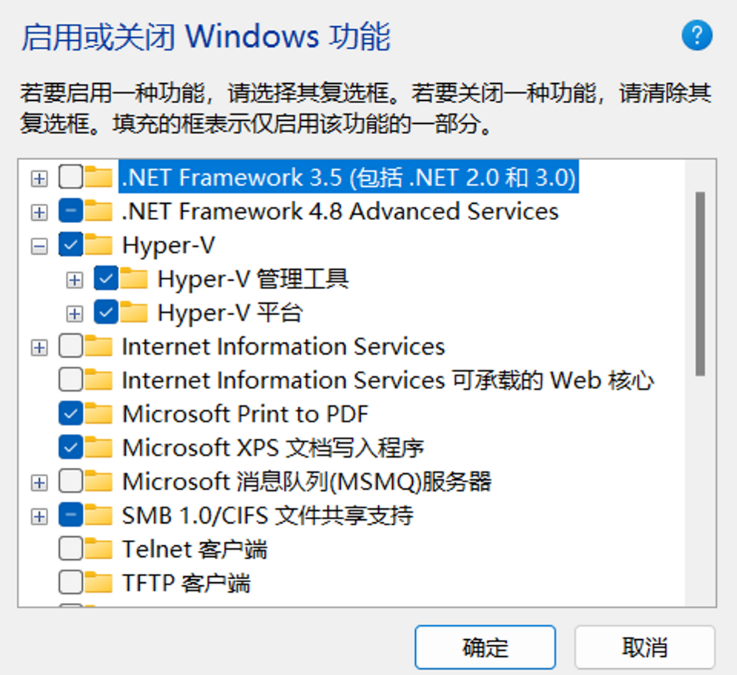 启用或关闭 Windows 功能
?
若要启用一种功能，请选择其复选框。若要关闭一种功能，请清除其
复选框。填充的框表示仅启用该功能的一部分。
.NET Framework 3.5 (包括 .NET 2.0 和 3.0)
.NET Framework 4.8 Advanced Services
Hyper-V
Hyper-V 管理工具
Hyper-V 平台
Internet Information Services
Internet Information Services 可承载的 Web 核心
Microsoft Print to PDF
Microsoft XPS 文档写入程序
Microsoft 消息队列(MSMQ)服务器
SMB 1.0/CIFS 文件共享支持
Telnet 客户端
TFTP 客户端
确定
取消